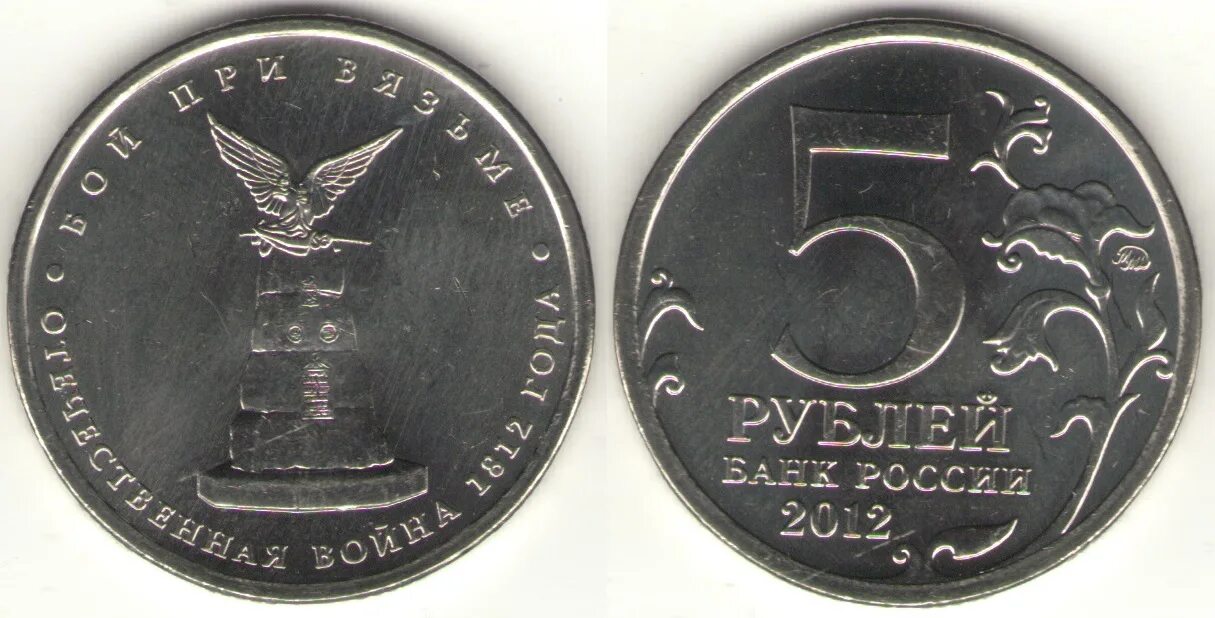 БОЙ ПРИ ВЯЗЬМЕ
ОТЕЧЕСТВЕННАЯ ВОЙНА 1812 ГОДА
5
РУБЛЕЙ
БАНК РОССИИ
2012